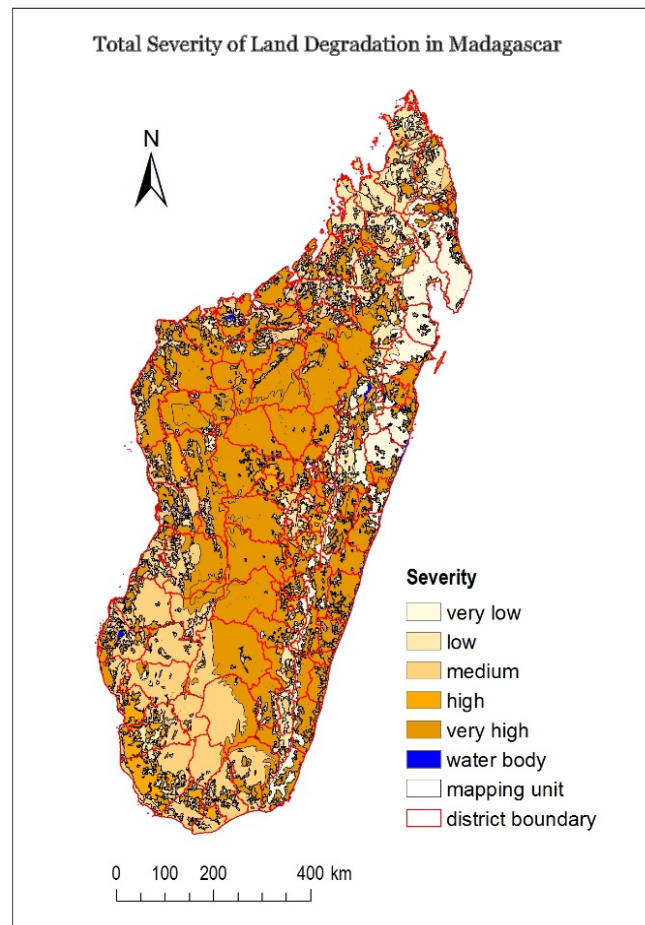 Total Severity of Land Degradation in Madagascar
N
Severity
very low
low
medium
high
very high
water body
mapping unit
district boundary
0 100 200 400 km